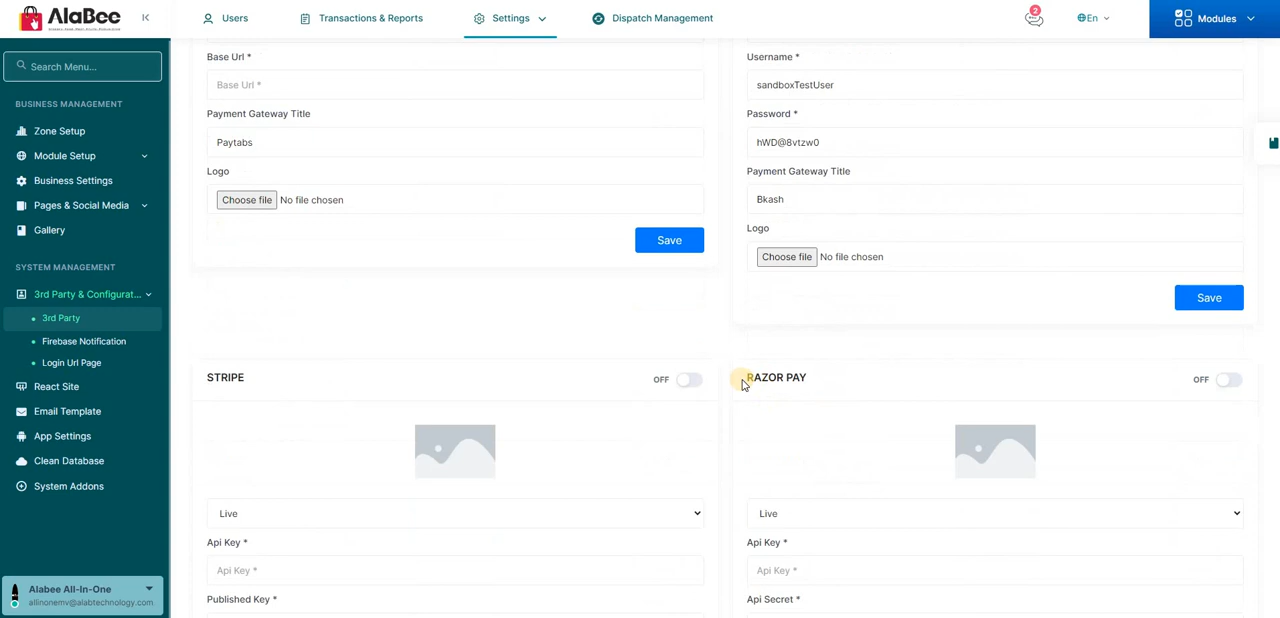 AlaBee
Users
Transactions & Reports
Settings
Dispatch Management
2
En
Modules
Search Menu...
BUSINESS MANAGEMENT
Zone Setup
Module Setup
Business Settings
Pages & Social Media
Gallery
SYSTEM MANAGEMENT
3rd Party & Configurat...
3rd Party
Firebase Notification
Login Url Page
React Site
Email Template
App Settings
Clean Database
System Addons
Alabee All-In-One
allinonemv@alabtechnology.com
Base Url *
Base Url *
Payment Gateway Title
Paytabs
Logo
Choose file No file chosen
Save
Username *
sandboxTestUser
Password *
hWD@8vtzw0
Payment Gateway Title
Bkash
Logo
Choose file No file chosen
Save
STRIPE
OFF
Live
Api Key *
Api Key *
Published Key *
RAZOR PAY
OFF
Live
Api Key *
Api Key *
Api Secret *